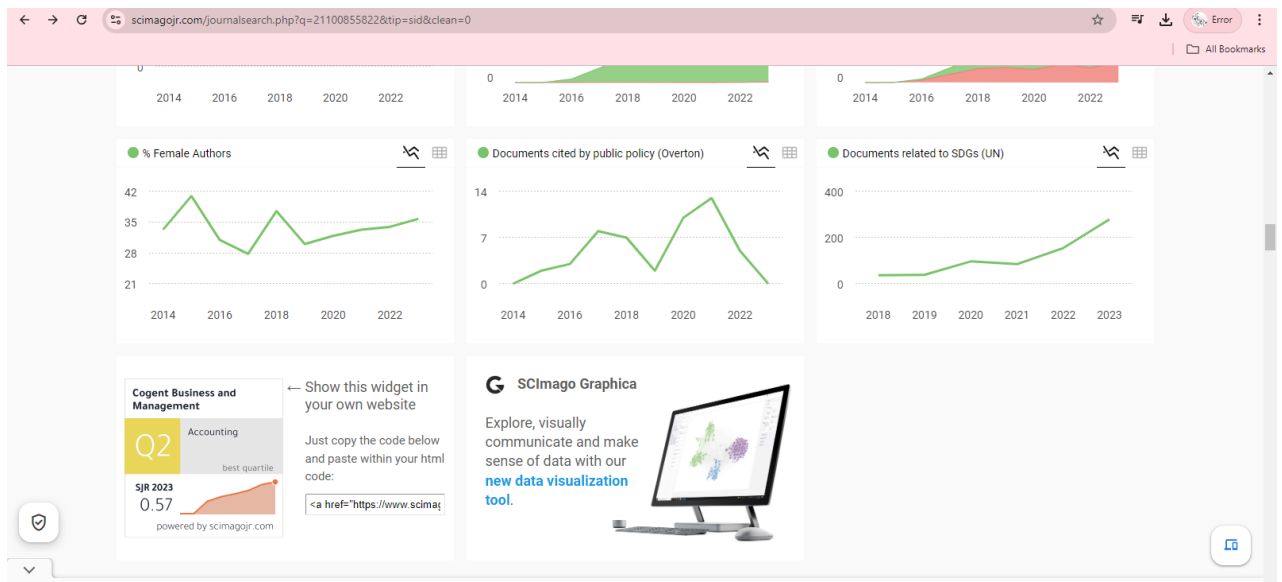 scimagojr.com/journalsearch.php?q=21100855822&tip=sid&clean=0
Error
All Bookmarks
0
2014 2016 2018 2020 2022
0
2014 2016 2018 2020 2022
0
2014 2016 2018 2020 2022
% Female Authors
42
35
28
21
2014 2016 2018 2020 2022
Documents cited by public policy (Overton)
14
7
0
2014 2016 2018 2020 2022
Documents related to SDGs (UN)
400
200
0
2018 2019 2020 2021 2022 2023
Cogent Business and
Management
Q2
Accounting
best quartile
SJR 2023
0.57
powered by scimagojr.com
← Show this widget in
your own website
Just copy the code below
and paste within your html
code:
<a href="https://www.scimag
SCImago Graphica
Explore, visually
communicate and make
sense of data with our
new data visualization
tool.